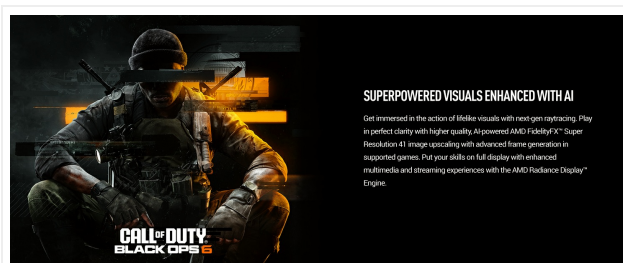 SUPERPOWERED VISUALS ENHANCED WITH AI
Get immersed in the action of lifelike visuals with next-gen raytracing. Play
in perfect clarity with higher quality, AI-powered AMD FidelityFX™ Super
Resolution 41 image upscaling with advanced frame generation in
supported games. Put your skills on full display with enhanced
multimedia and streaming experiences with the AMD Radiance Display™
Engine.
CALL OF DUTY
BLACK OPS 6